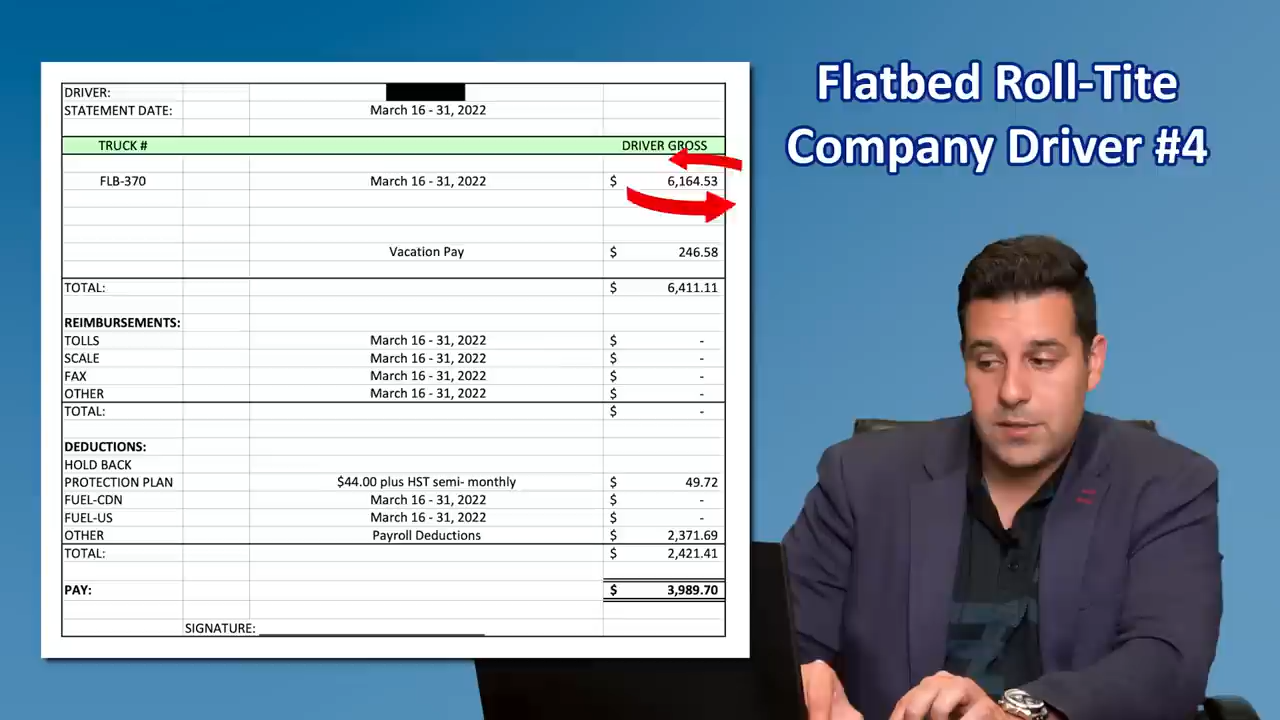 Flatbed Roll-Tite
Company Driver #4
DRIVER:
STATEMENT DATE: March 16 - 31, 2022
TRUCK # DRIVER GROSS
FLB-370 March 16 - 31, 2022 $ 6,164.53
Vacation Pay $ 246.58
TOTAL: $ 6,411.11
REIMBURSEMENTS:
TOLLS March 16 - 31, 2022 $ -
SCALE March 16 - 31, 2022 $ -
FAX March 16 - 31, 2022 $ -
OTHER March 16 - 31, 2022 $ -
TOTAL: $ -
DEDUCTIONS:
HOLD BACK
PROTECTION PLAN $44.00 plus HST semi- monthly $ 49.72
FUEL-CDN March 16 - 31, 2022 $ -
FUEL-US March 16 - 31, 2022 $ -
OTHER Payroll Deductions $ 2,371.69
TOTAL: $ 2,421.41
PAY: $ 3,989.70
SIGNATURE: